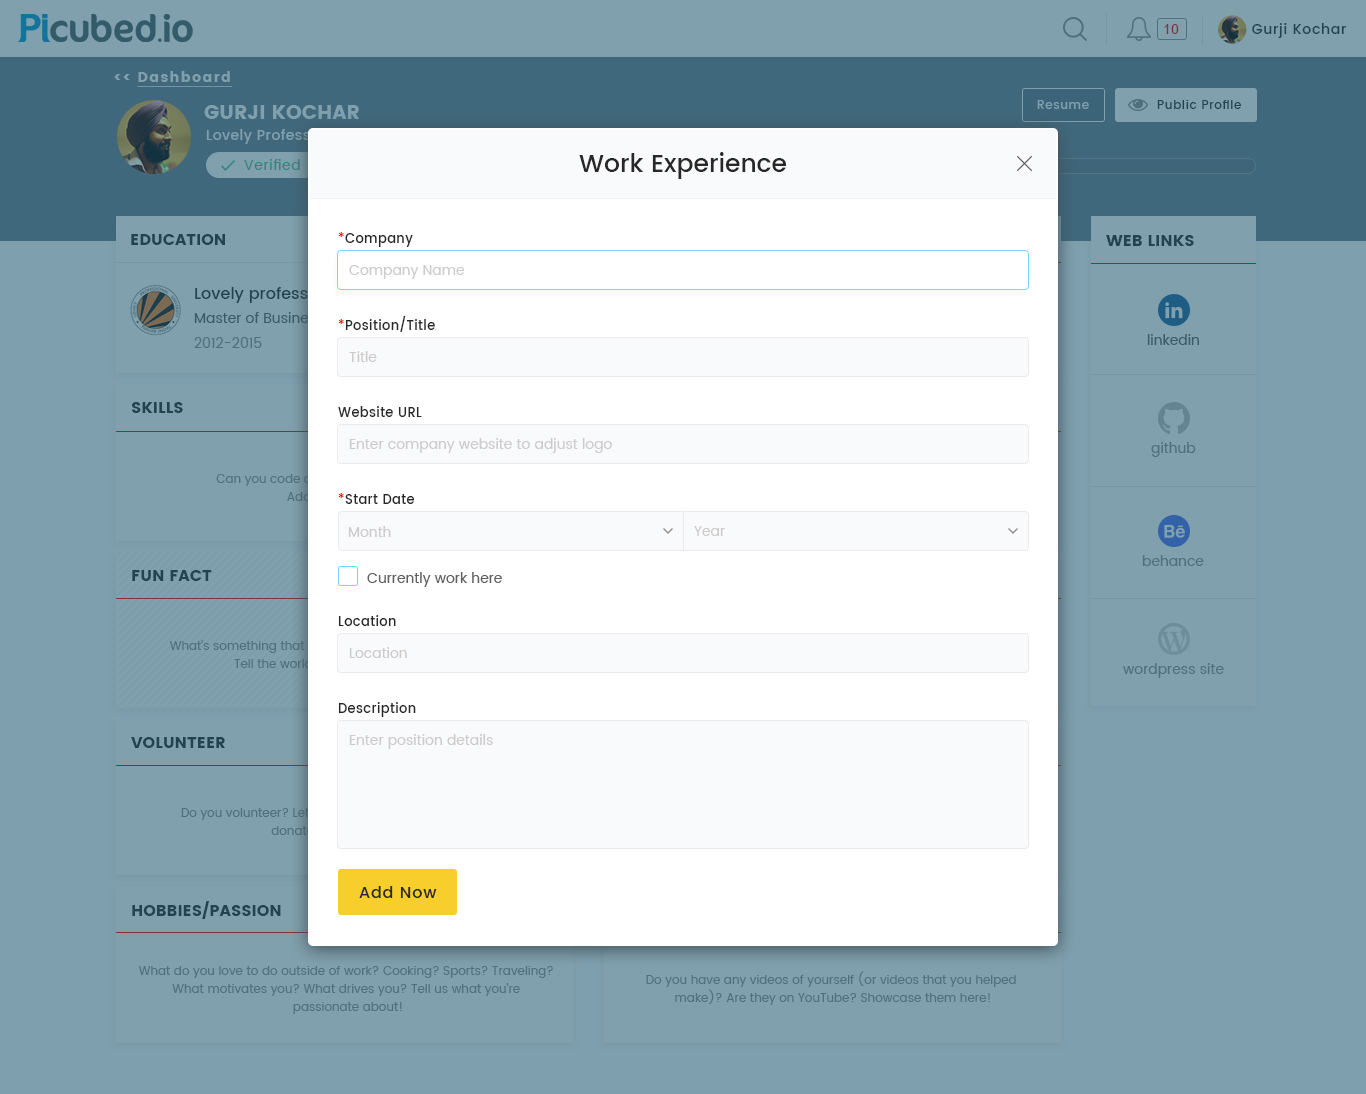 Picubed.io
10
Gurji Kochar
<< Dashboard
GURJI KOCHAR
Lovely Profess
Verified
Resume
Public Profile
Work Experience
*Company
Company Name
*Position/Title
Title
Website URL
Enter company website to adjust logo
*Start Date
Month
Year
Currently work here
Location
Location
Description
Enter position details
Add Now
EDUCATION
Lovely profess
Master of Busine
2012-2015
SKILLS
Can you code
Add
FUN FACT
What's something that
Tell the world
VOLUNTEER
Do you volunteer? Let
donat
HOBBIES/PASSION
What do you love to do outside of work? Cooking? Sports? Traveling?
What motivates you? What drives you? Tell us what you're
passionate about!
Do you have any videos of yourself (or videos that you helped
make)? Are they on YouTube? Showcase them here!
WEB LINKS
in
linkedin
github
Bē
behance
wordpress site